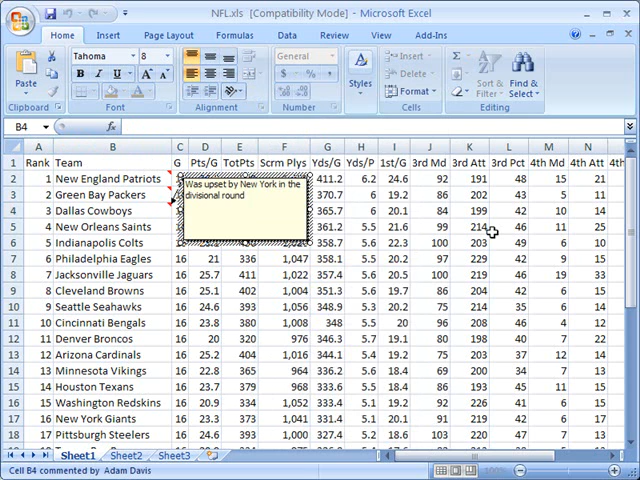 NFL.xls [Compatibility Mode] - Microsoft Excel
Home Insert Page Layout Formulas Data Review View Add-Ins
Paste Tahoma 8 Styles Insert Delete Format Sort & Filter Find & Select
Clipboard Font Alignment Number Cells Editing
B4 fx
A B C D E F G H I J K L M N
1 Rank Team G Pts/G TotPts Scrm Plys Yds/G Yds/P 1st/G 3rd Md 3rd Att 3rd Pct 4th Md 4th Att 4th
2 1 New England Patriots 411.2 6.2 24.6 92 191 48 15 21
Was upset by New York in the
3 2 Green Bay Packers 370.7 6 19.2 86 202 43 5 11
divisional round
4 3 Dallas Cowboys 365.7 6 20.1 84 199 42 10 14
5 4 New Orleans Saints 361.2 5.5 21.6 99 214 46 11 25
6 5 Indianapolis Colts 358.7 5.6 22.3 100 203 49 6 10
7 6 Philadelphia Eagles 16 21 336 1,047 358.1 5.5 20.2 97 229 42 9 15
8 7 Jacksonville Jaguars 16 25.7 411 1,022 357.4 5.6 20.5 100 219 46 19 33
9 8 Cleveland Browns 16 25.1 402 1,004 351.3 5.6 19.7 86 204 42 6 15
10 9 Seattle Seahawks 16 24.6 393 1,056 348.9 5.3 20.2 75 214 35 6 14
11 10 Cincinnati Bengals 16 23.8 380 1,008 348 5.5 20 96 208 46 4 12
12 11 Denver Broncos 16 20 320 976 346.3 5.7 19.1 80 198 40 7 22
13 12 Arizona Cardinals 16 25.2 404 1,016 344.1 5.4 19.2 75 203 37 12 14
14 13 Minnesota Vikings 16 22.8 365 964 336.2 5.6 18.4 69 200 34 7 13
15 14 Houston Texans 16 23.7 379 968 333.6 5.5 18.4 86 193 45 11 15
16 15 Washington Redskins 16 20.9 334 1,052 333.4 5.1 19.2 92 226 41 6 15
17 16 New York Giants 16 23.3 373 1,041 331.4 5.1 20.1 91 219 42 6 17
18 17 Pittsburgh Steelers 16 24.6 393 1,000 327.4 5.2 18.6 103 220 47 7 13
Sheet1 Sheet2 Sheet3
Cell B4 commented by Adam Davis 100%